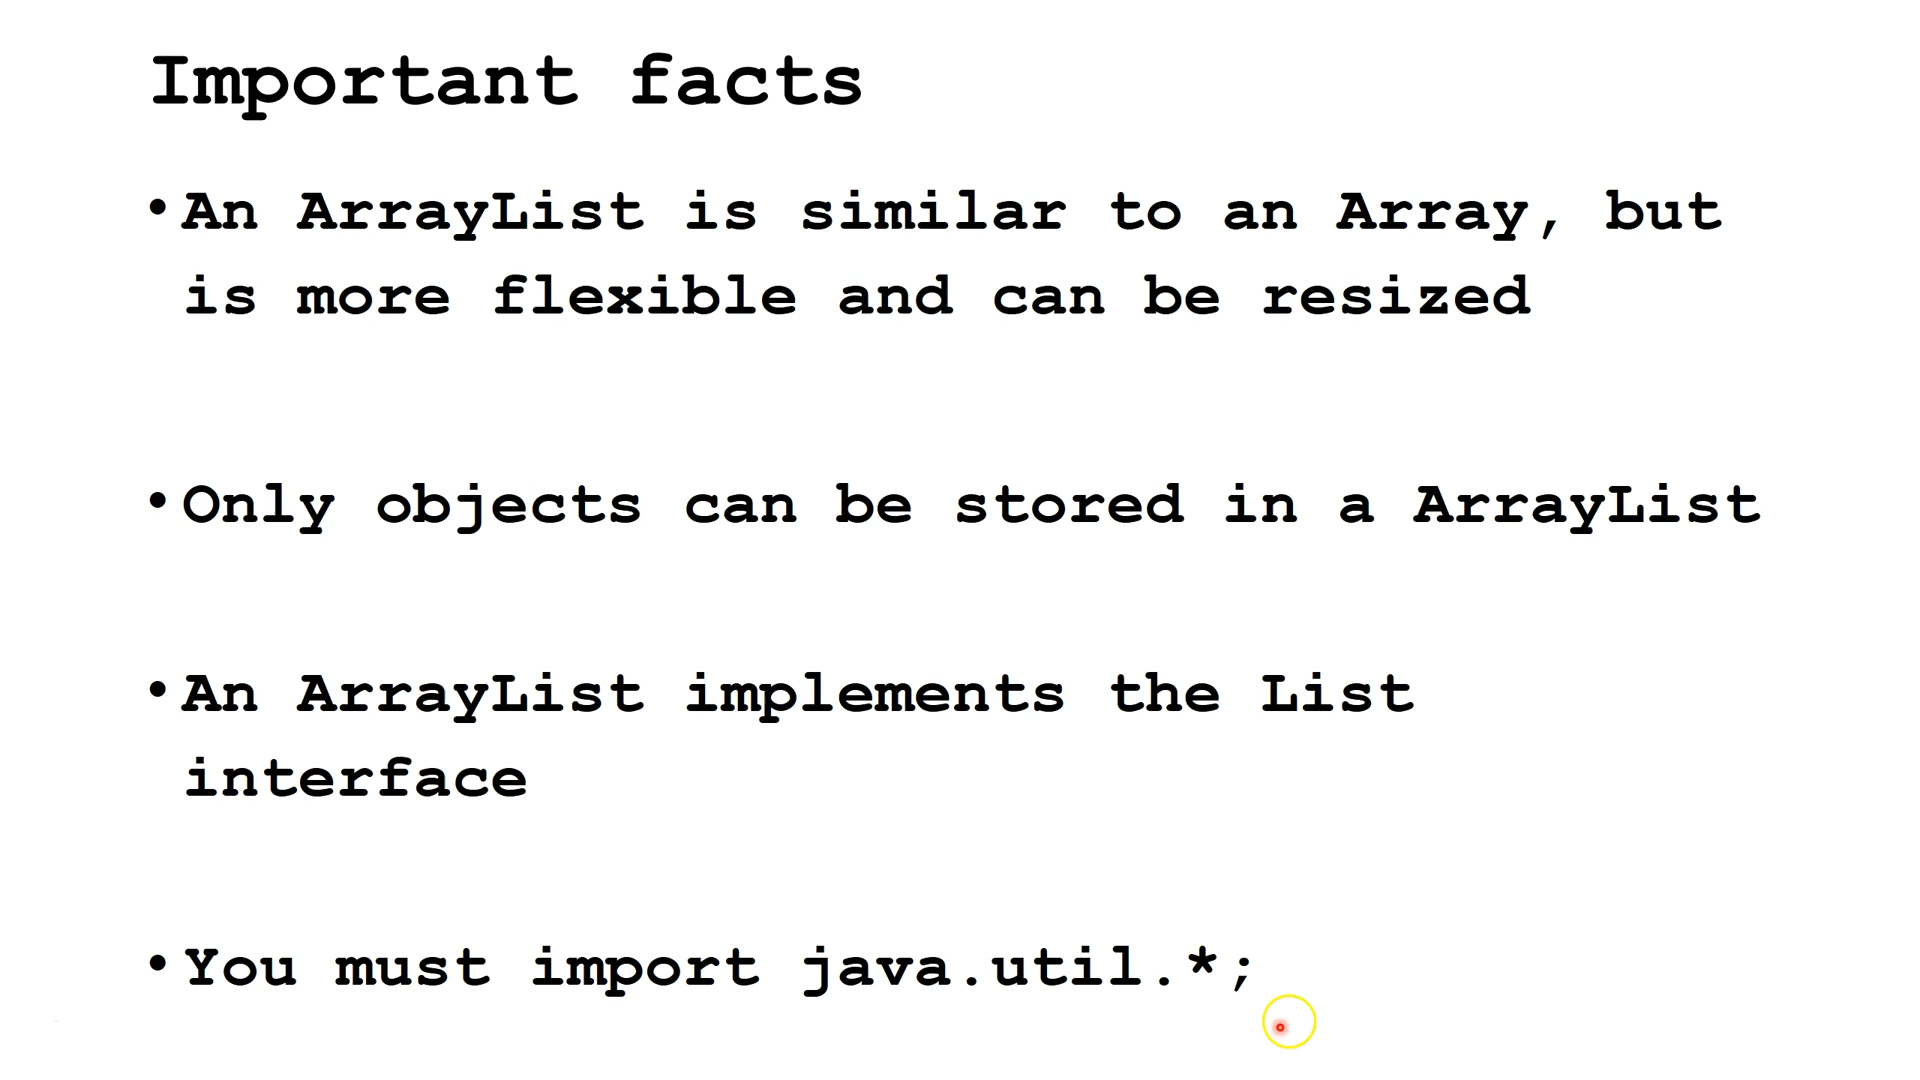 Important facts
• An ArrayList is similar to an Array, but
is more flexible and can be resized
• Only objects can be stored in a ArrayList
• An ArrayList implements the List
interface
• You must import java.util.*;